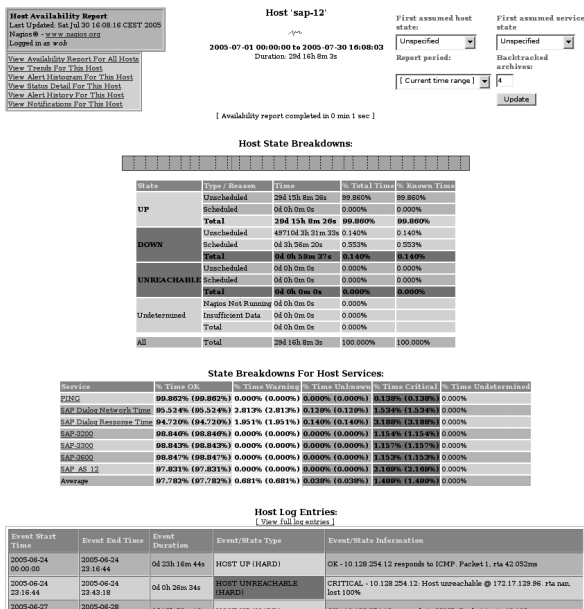 Host Availability Report
Last Updated: Sat Jul 30 16:08:16 CEST 2005
Nagios® - www.nagios.org
Logged in as wob
View Availability Report For All Hosts
View Trends For This Host
View Alert Histogram For This Host
View Status Detail For This Host
View Alert History For This Host
View Notifications For This Host
Host 'sap-12'
2005-07-01 00:00:00 to 2005-07-30 16:08:03
Duration: 29d 16h 8m 3s
[ Availability report completed in 0 min 1 sec ]
First assumed host state:
Unspecified
First assumed service state
Unspecified
Report period:
[ Current time range ]
Backtracked archives:
4
Update
Host State Breakdowns:
State Type / Reason Time % Total Time % Known Time
UP Unscheduled 29d 15h 8m 26s 99.860% 99.860%
Scheduled 0d 0h 0m 0s 0.000% 0.000%
Total 29d 15h 8m 26s 99.860% 99.860%
DOWN Unscheduled 49710d 3h 31m 33s 0.140% 0.140%
Scheduled 0d 3h 56m 20s 0.553% 0.553%
Total 0d 0h 59m 37s 0.140% 0.140%
UNREACHABLE Unscheduled 0d 0h 0m 0s 0.000% 0.000%
Scheduled 0d 0h 0m 0s 0.000% 0.000%
Total 0d 0h 0m 0s 0.000% 0.000%
Undetermined Nagios Not Running 0d 0h 0m 0s 0.000%
Insufficient Data 0d 0h 0m 0s 0.000%
Total 0d 0h 0m 0s 0.000%
All Total 29d 16h 8m 3s 100.000% 100.000%
State Breakdowns For Host Services:
Service % Time OK % Time Warning % Time Unknown % Time Critical % Time Undetermined
PING 99.862% (99.862%) 0.000% (0.000%) 0.000% (0.000%) 0.138% (0.138%) 0.000%
SAP Dialog Network Time 95.524% (95.524%) 2.813% (2.813%) 0.129% (0.129%) 1.534% (1.534%) 0.000%
SAP Dialog Response Time 94.720% (94.720%) 1.951% (1.951%) 0.140% (0.140%) 3.188% (3.188%) 0.000%
SAP-3200 98.846% (98.846%) 0.000% (0.000%) 0.000% (0.000%) 1.154% (1.154%) 0.000%
SAP-3300 98.843% (98.843%) 0.000% (0.000%) 0.000% (0.000%) 1.157% (1.157%) 0.000%
SAP-3600 98.847% (98.847%) 0.000% (0.000%) 0.000% (0.000%) 1.153% (1.153%) 0.000%
SAP_AS_12 97.831% (97.831%) 0.000% (0.000%) 0.000% (0.000%) 2.169% (2.169%) 0.000%
Average 97.782% (97.782%) 0.681% (0.681%) 0.038% (0.038%) 1.499% (1.499%) 0.000%
Host Log Entries:
[ View full log entries ]
Event Start Time Event End Time Event Duration Event/State Type Event/State Information
2005-06-24 00:00:00 2005-06-24 23:16:44 0d 23h 16m 44s HOST UP (HARD) OK - 10.128.254.12 responds to ICMP. Packet 1, rta 42.052ms
2005-06-24 23:16:44 2005-06-24 23:43:18 0d 0h 26m 34s HOST UNREACHABLE (HARD) CRITICAL - 10.128.254.12: Host unreachable @ 172.17.129.96. rta nan, lost 100%
2005-06-27 2005-06-28